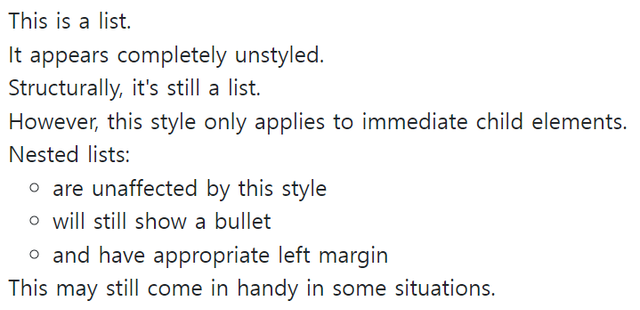 This is a list.
It appears completely unstyled.
Structurally, it's still a list.
However, this style only applies to immediate child elements.
Nested lists:
◦ are unaffected by this style
◦ will still show a bullet
◦ and have appropriate left margin
This may still come in handy in some situations.